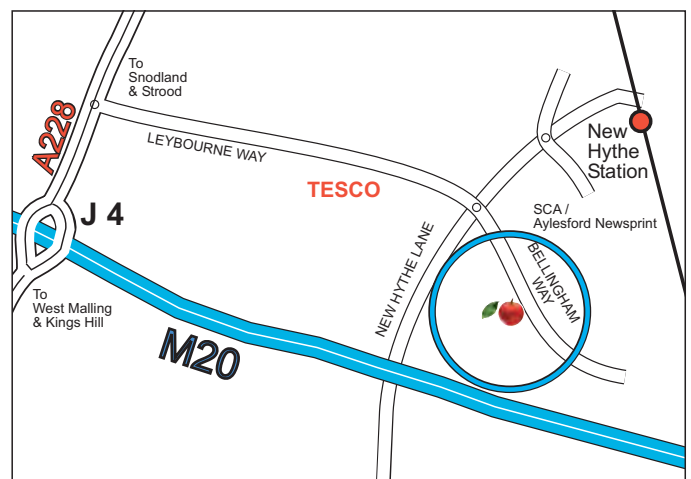 To
Snodland
& Strood
A228
LEYBOURNE WAY
New
Hythe
Station
TESCO
J 4
SCA /
Aylesford Newsprint
NEW HYTHE LANE
BELLINGHAM
WAY
To
West Malling
& Kings Hill
M20